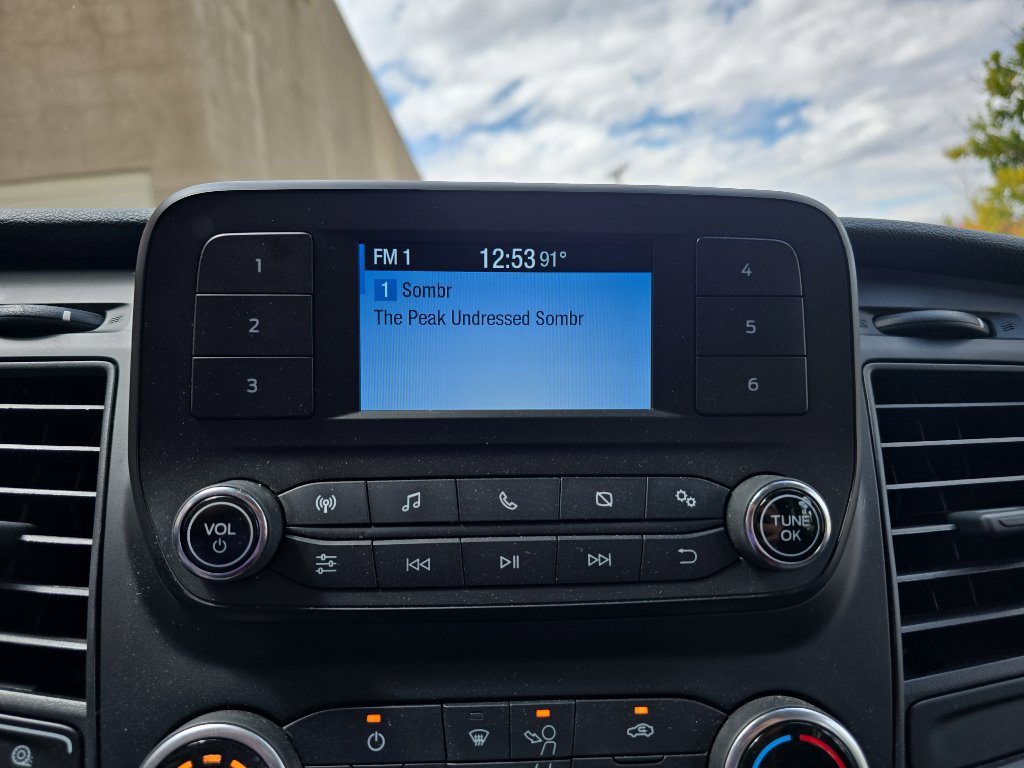 FM 1 12:53 91°
1 Sombr
The Peak Undressed Sombr
1
2
3
4
5
6
VOL
TUNE
OK